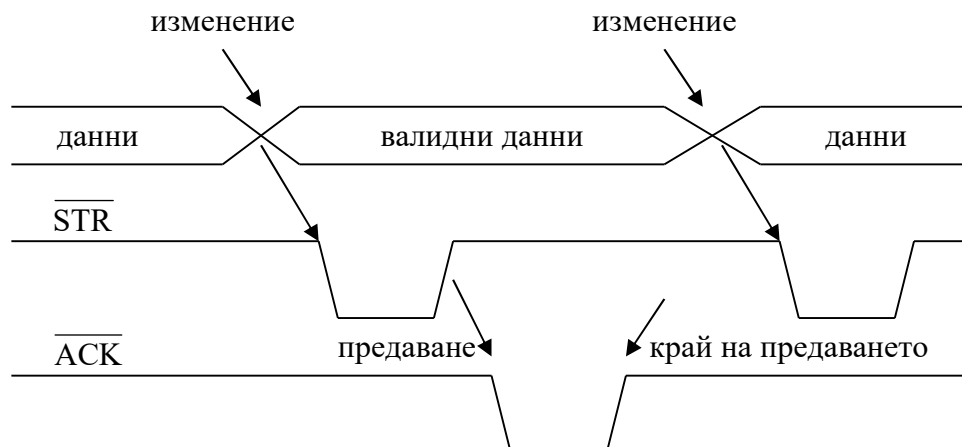 изменение изменение
данни валидни данни данни
STR
ACK предаване край на предаването